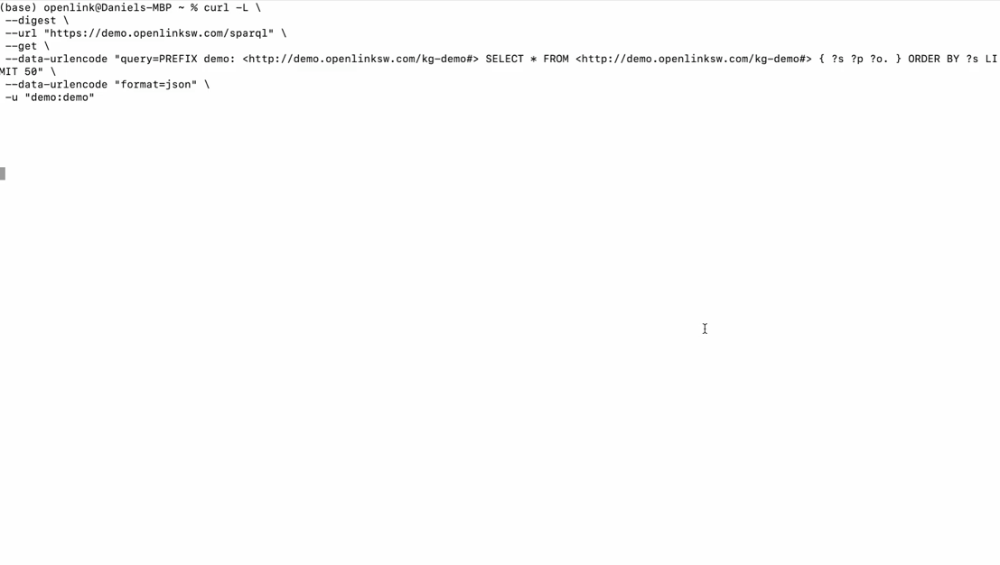 (base) openlink@Daniels-MBP ~ % curl -L \
 --digest \
 --url "https://demo.openlinksw.com/sparql" \
 --get \
 --data-urlencode "query=PREFIX demo: <http://demo.openlinksw.com/kg-demo#> SELECT * FROM <http://demo.openlinksw.com/kg-demo#> { ?s ?p ?o. } ORDER BY ?s LI
MIT 50" \
 --data-urlencode "format=json" \
 -u "demo:demo"